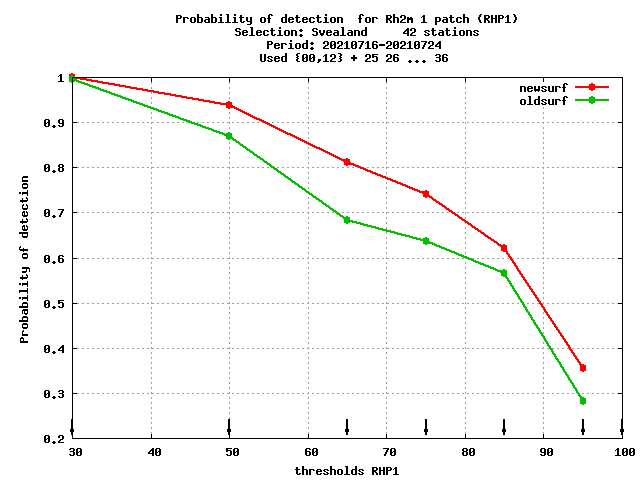 Probability of detection  for Rh2m 1 patch (RHP1)
Selection: Svealand     42 stations
Period: 20210716-20210724
Used {00,12} + 25 26 ... 36
newsurf
oldsurf
1
0.9
0.8
0.7
0.6
0.5
0.4
0.3
0.2
Probability of detection
30 40 50 60 70 80 90 100
thresholds RHP1